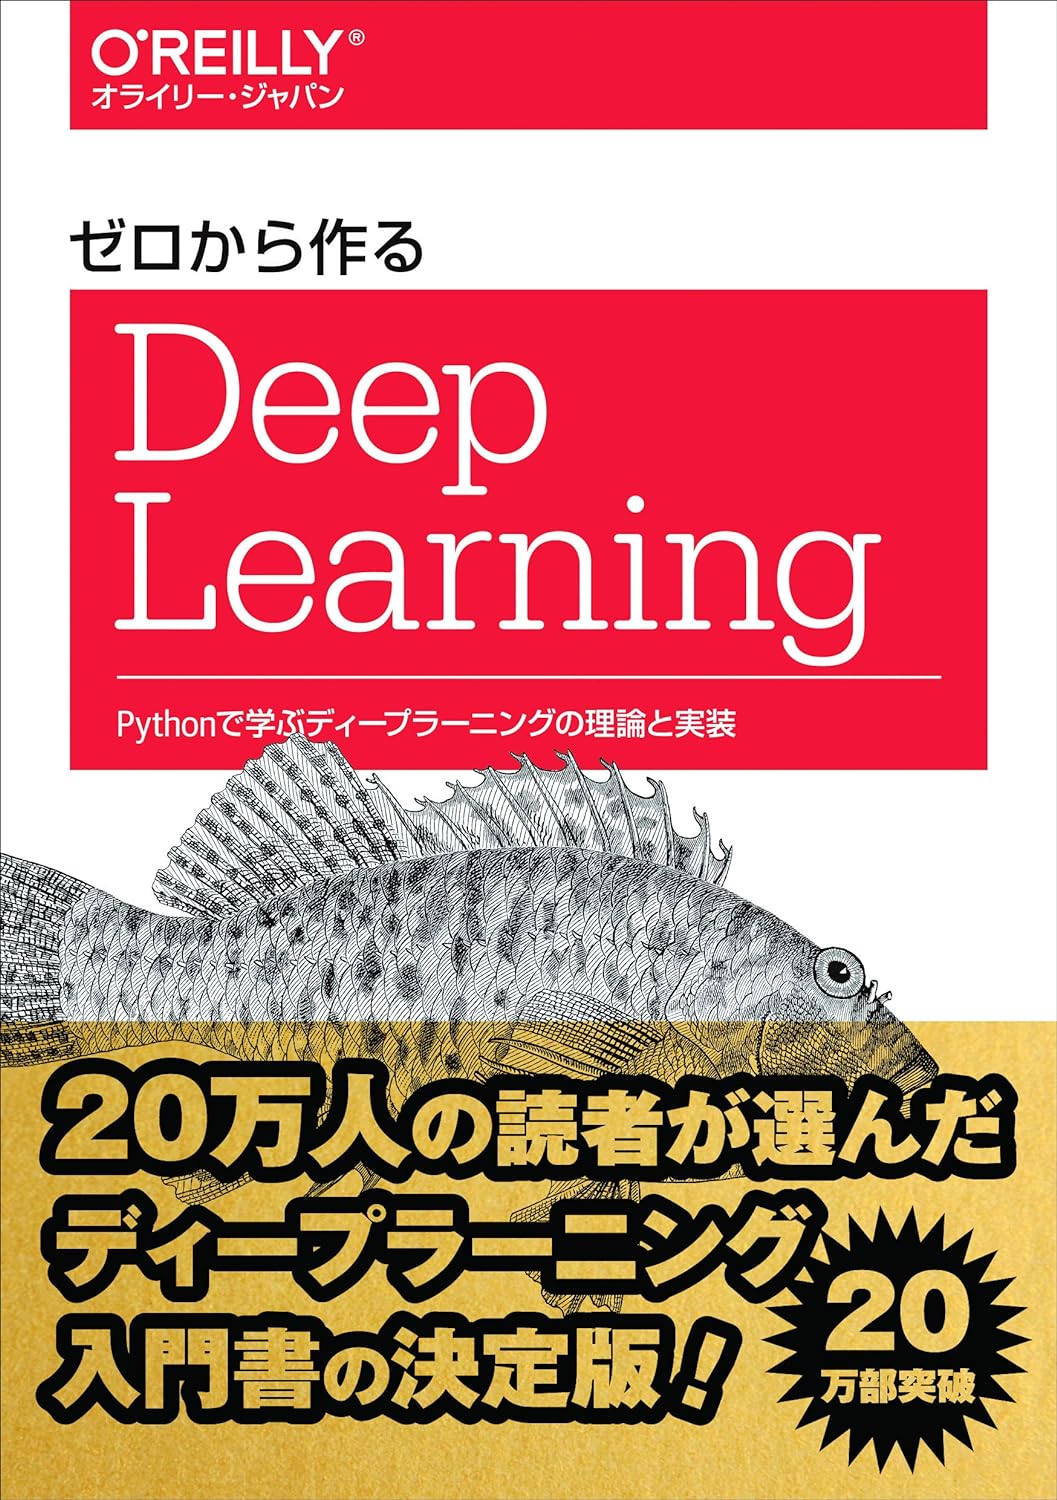 O'REILLY®
オライリー・ジャパン
ゼロから作る
Deep
Learning
Pythonで学ぶディープラーニングの理論と実装
20万人の読者が選んだ
ディープラーニング
入門書の決定版!
20
万部突破